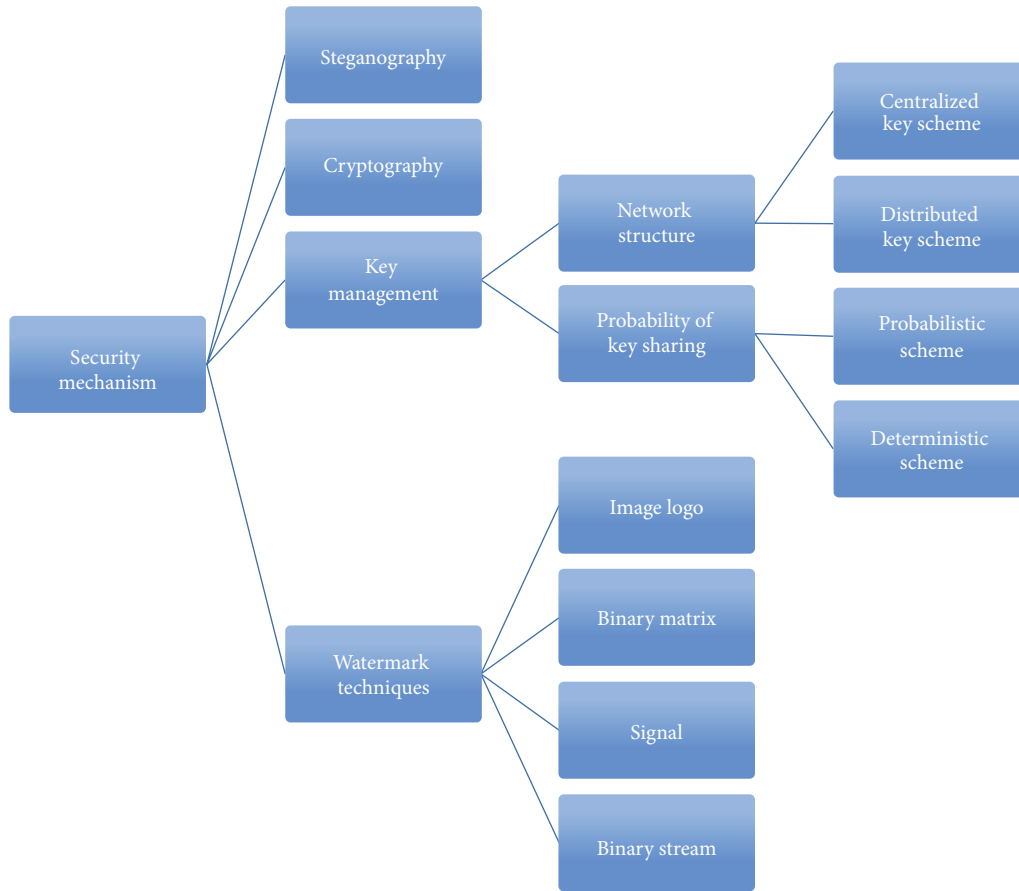 Steganography
Cryptography
Key
management
Security
mechanism
Watermark
techniques
Network
structure
Probability of
key sharing
Image logo
Binary matrix
Signal
Binary stream
Centralized
key scheme
Distributed
key scheme
Probabilistic
scheme
Deterministic
scheme